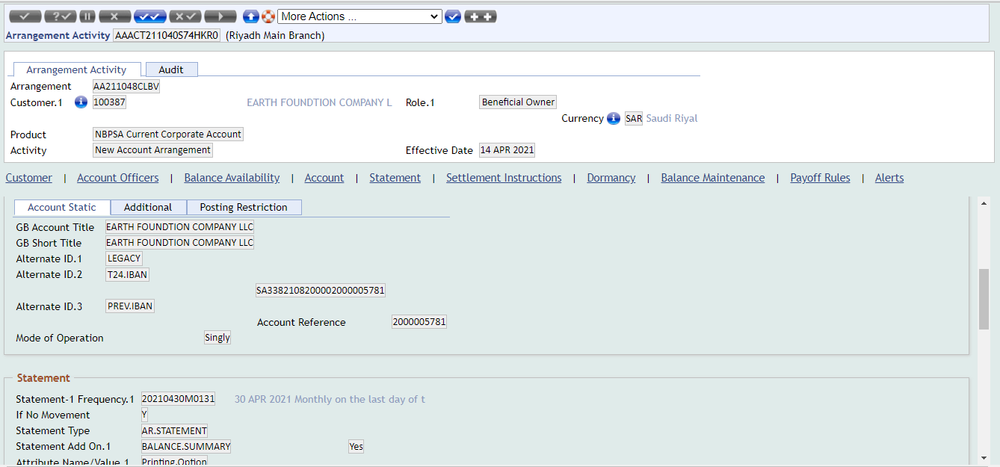 More Actions ...
Arrangement Activity AAACT211040S74HKR0 (Riyadh Main Branch)
Arrangement Activity Audit
Arrangement AA211048CLBV
Customer.1 100387 EARTH FOUNDTION COMPANY L Role.1 Beneficial Owner
Currency SAR Saudi Riyal
Product NBPSA Current Corporate Account
Activity New Account Arrangement Effective Date 14 APR 2021
Customer | Account Officers | Balance Availability | Account | Statement | Settlement Instructions | Dormancy | Balance Maintenance | Payoff Rules | Alerts
Account Static Additional Posting Restriction
GB Account Title EARTH FOUNDTION COMPANY LLC
GB Short Title EARTH FOUNDTION COMPANY LLC
Alternate ID.1 LEGACY
Alternate ID.2 T24.IBAN
SA3382108200002000005781
Alternate ID.3 PREV.IBAN
Account Reference 2000005781
Mode of Operation Singly
Statement
Statement-1 Frequency.1 20210430M0131 30 APR 2021 Monthly on the last day of t
If No Movement Y
Statement Type AR.STATEMENT
Statement Add On.1 BALANCE.SUMMARY Yes
Attribute Name/Value.1 Printing.Option